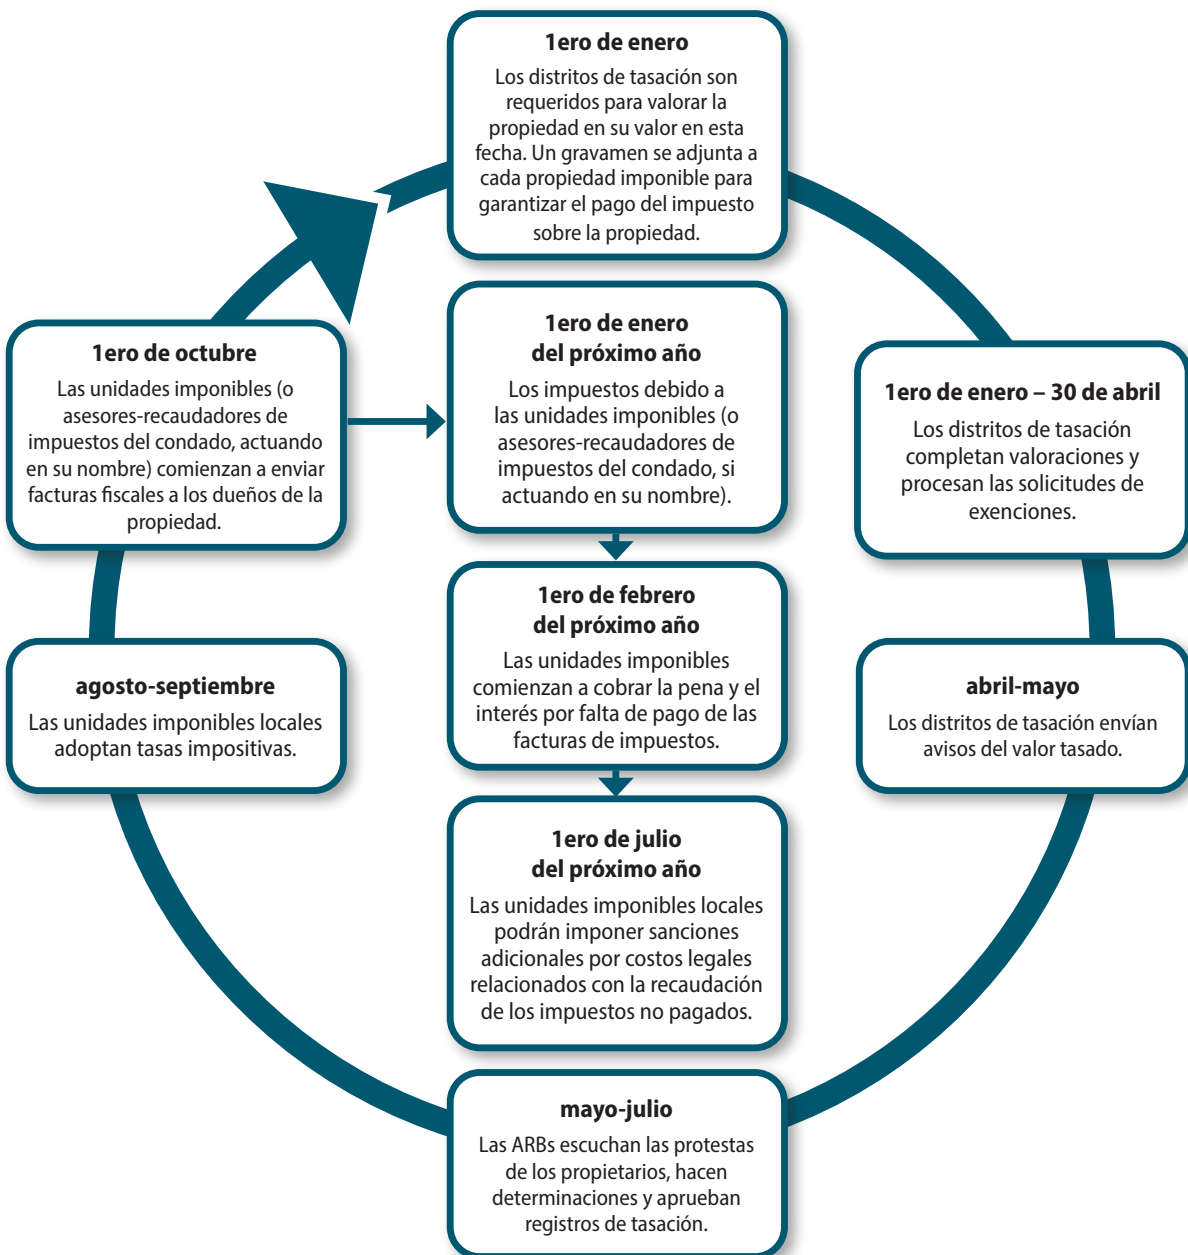 1ero de enero
Los distritos de tasación son
requeridos para valorar la
propiedad en su valor en esta
fecha. Un gravamen se adjunta a
cada propiedad imponible para
garantizar el pago del impuesto
sobre la propiedad.
1ero de enero – 30 de abril
Los distritos de tasación
completan valoraciones y
procesan las solicitudes de
exenciones.
abril-mayo
Los distritos de tasación envían
avisos del valor tasado.
mayo-julio
Las ARBs escuchan las protestas
de los propietarios, hacen
determinaciones y aprueban
registros de tasación.
agosto-septiembre
Las unidades imponibles locales
adoptan tasas impositivas.
1ero de octubre
Las unidades imponibles (o
asesores-recaudadores de
impuestos del condado, actuando
en su nombre) comienzan a enviar
facturas fiscales a los dueños de la
propiedad.
1ero de enero
del próximo año
Los impuestos debido a
las unidades imponibles (o
asesores-recaudadores de
impuestos del condado, si
actuando en su nombre).
1ero de febrero
del próximo año
Las unidades imponibles
comienzan a cobrar la pena y el
interés por falta de pago de las
facturas de impuestos.
1ero de julio
del próximo año
Las unidades imponibles locales
podrán imponer sanciones
adicionales por costos legales
relacionados con la recaudación
de los impuestos no pagados.